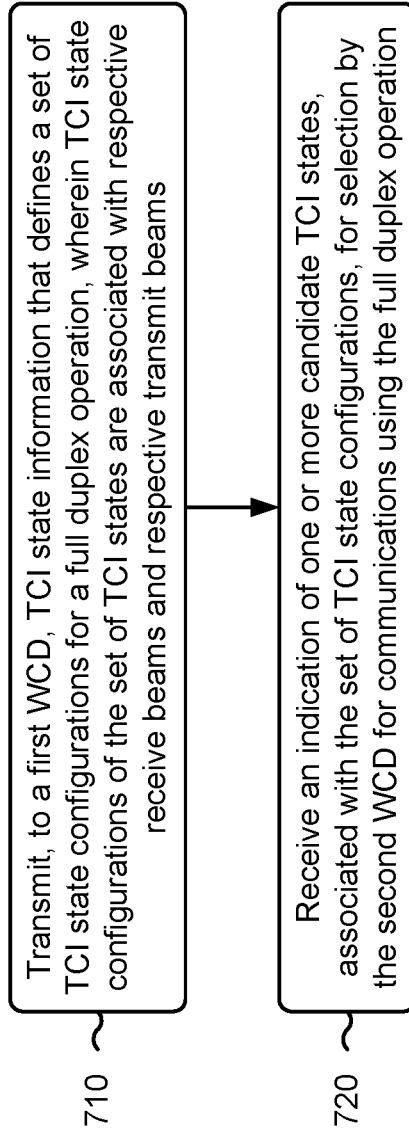 710
Transmit, to a first WCD, TCI state information that defines a set of
TCI state configurations for a full duplex operation, wherein TCI state
configurations of the set of TCI states are associated with respective
receive beams and respective transmit beams
720
Receive an indication of one or more candidate TCI states,
associated with the set of TCI state configurations, for selection by
the second WCD for communications using the full duplex operation